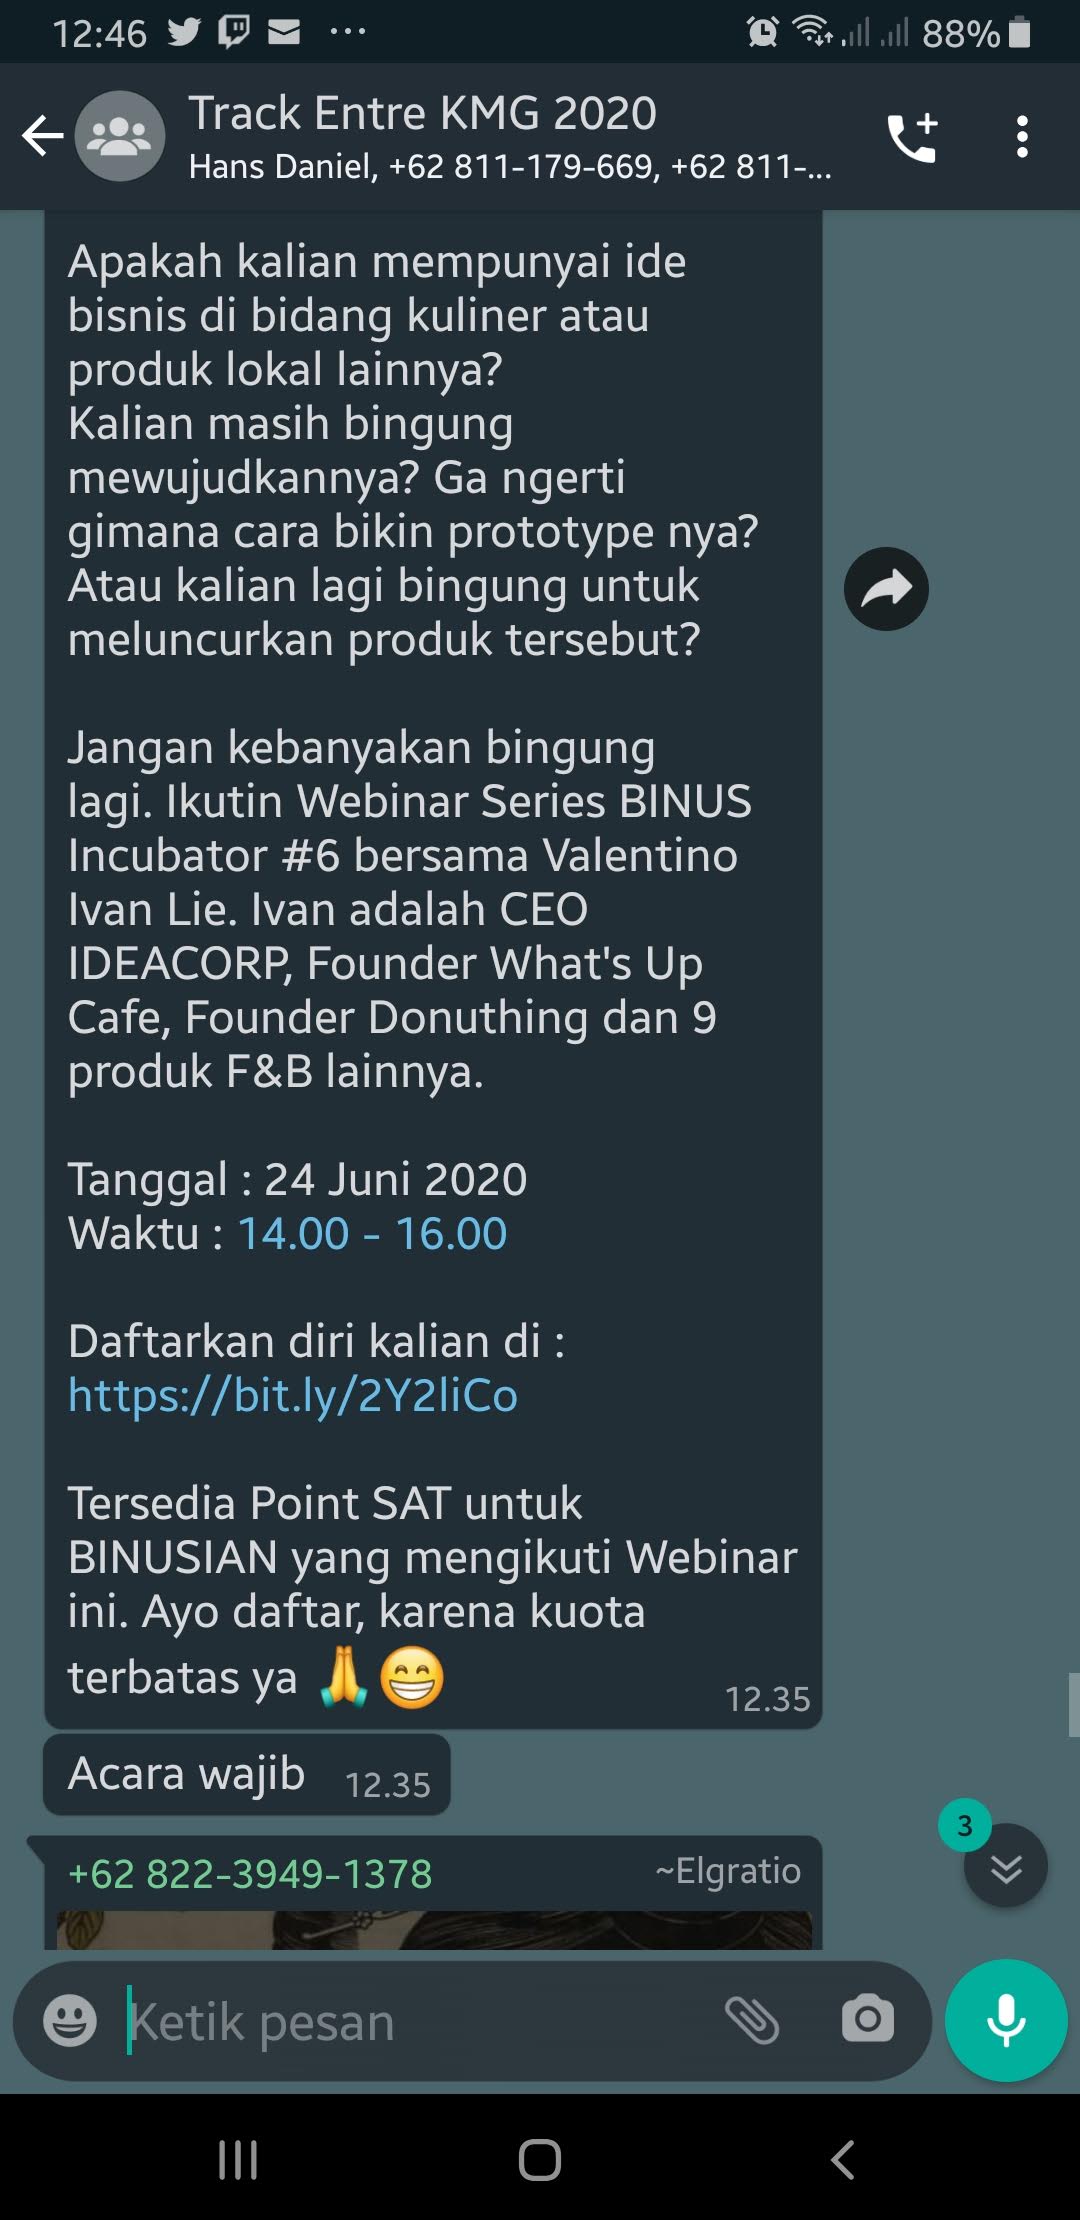 12:46
88%
Track Entre KMG 2020
Hans Daniel, +62 811-179-669, +62 811-...
Apakah kalian mempunyai ide
bisnis di bidang kuliner atau
produk lokal lainnya?
Kalian masih bingung
mewujudkannya? Ga ngerti
gimana cara bikin prototype nya?
Atau kalian lagi bingung untuk
meluncurkan produk tersebut?
Jangan kebanyakan bingung
lagi. Ikutin Webinar Series BINUS
Incubator #6 bersama Valentino
Ivan Lie. Ivan adalah CEO
IDEACORP, Founder What's Up
Cafe, Founder Donuthing dan 9
produk F&B lainnya.
Tanggal : 24 Juni 2020
Waktu : 14.00 - 16.00
Daftarkan diri kalian di :
https://bit.ly/2Y2liCo
Tersedia Point SAT untuk
BINUSIAN yang mengikuti Webinar
ini. Ayo daftar, karena kuota
terbatas ya 🙏😁
12.35
Acara wajib 12.35
3
+62 822-3949-1378 ~Elgratio
Ketik pesan